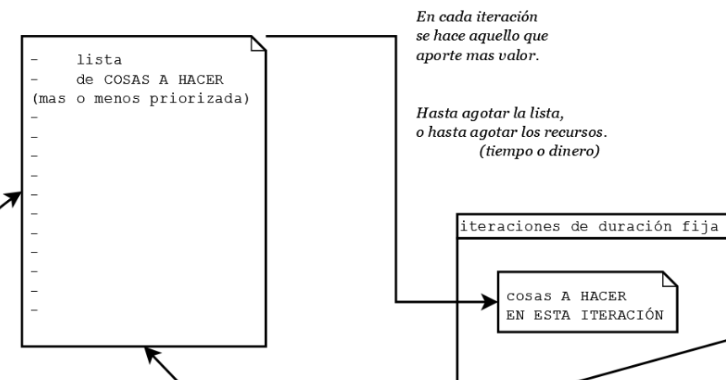 - lista
- de COSAS A HACER
(mas o menos priorizada)
-
-
-
-
-
-
-
-
-
-
-
En cada iteración
se hace aquello que
aporte mas valor.
Hasta agotar la lista,
o hasta agotar los recursos.
(tiempo o dinero)
iteraciones de duración fija
cosas A HACER
EN ESTA ITERACIÓN